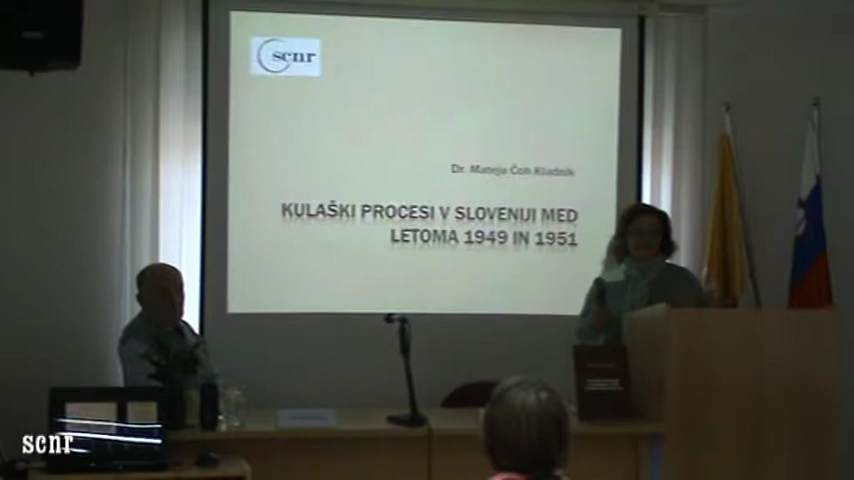 scnr
Dr. Mateja Čoh Kladnik
KULAŠKI PROCESI V SLOVENIJI MED
LETOMA 1949 IN 1951
scnr